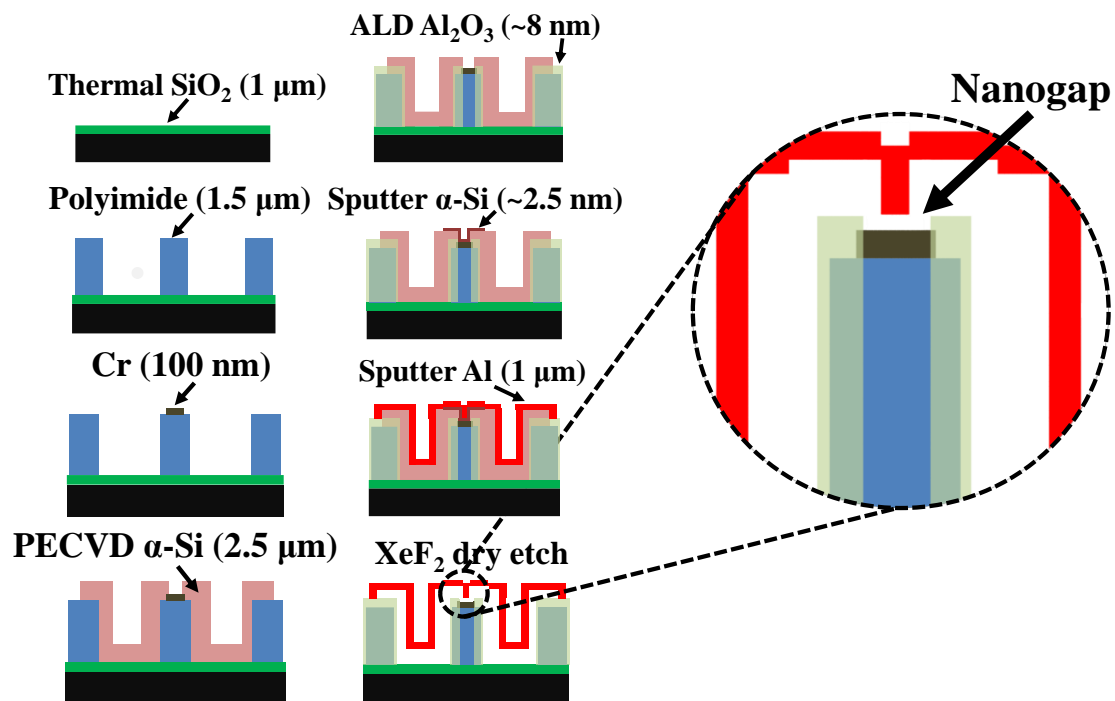 Thermal SiO₂ (1 μm)
Polyimide (1.5 μm)
Cr (100 nm)
PECVD α-Si (2.5 μm)
ALD Al₂O₃ (~8 nm)
Sputter α-Si (~2.5 nm)
Sputter Al (1 μm)
XeF₂ dry etch
Nanogap